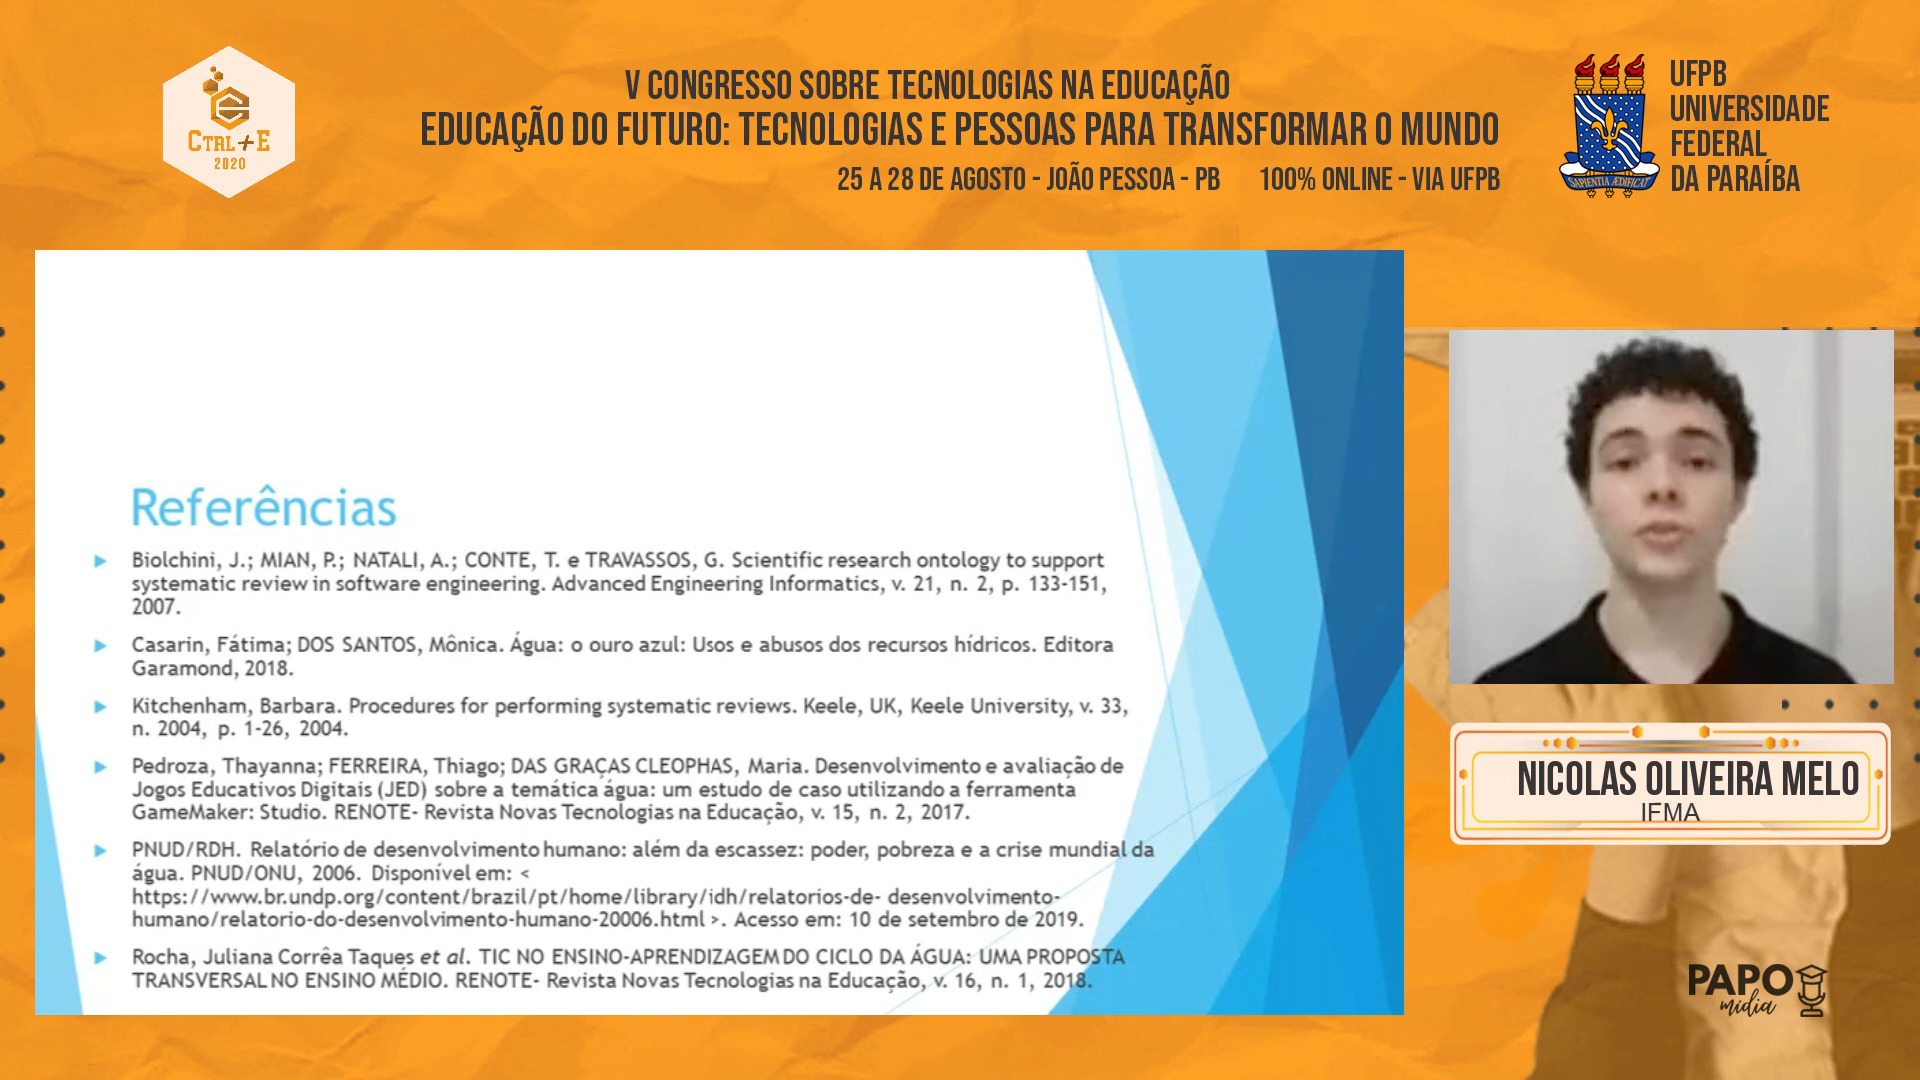 CTRL+E
2020
V CONGRESSO SOBRE TECNOLOGIAS NA EDUCAÇÃO
EDUCAÇÃO DO FUTURO: TECNOLOGIAS E PESSOAS PARA TRANSFORMAR O MUNDO
25 A 28 DE AGOSTO - JOÃO PESSOA - PB 100% ONLINE - VIA UFPB
SAPIENTIA ÆDIFICAT
UFPB
UNIVERSIDADE
FEDERAL
DA PARAÍBA
Referências
Biolchini, J.; MIAN, P.; NATALI, A.; CONTE, T. e TRAVASSOS, G. Scientific research ontology to support
systematic review in software engineering. Advanced Engineering Informatics, v. 21, n. 2, p. 133-151,
2007.
Casarin, Fátima; DOS SANTOS, Mônica. Água: o ouro azul: Usos e abusos dos recursos hídricos. Editora
Garamond, 2018.
Kitchenham, Barbara. Procedures for performing systematic reviews. Keele, UK, Keele University, v. 33,
n. 2004, p. 1-26, 2004.
Pedroza, Thayanna; FERREIRA, Thiago; DAS GRAÇAS CLEOPHAS, Maria. Desenvolvimento e avaliação de
Jogos Educativos Digitais (JED) sobre a temática água: um estudo de caso utilizando a ferramenta
GameMaker: Studio. RENOTE- Revista Novas Tecnologias na Educação, v. 15, n. 2, 2017.
PNUD/RDH. Relatório de desenvolvimento humano: além da escassez: poder, pobreza e a crise mundial da
água. PNUD/ONU, 2006. Disponível em: <
https://www.br.undp.org/content/brazil/pt/home/library/idh/relatorios-de- desenvolvimento-
humano/relatorio-do-desenvolvimento-humano-20006.html >. Acesso em: 10 de setembro de 2019.
Rocha, Juliana Corrêa Taques et al. TIC NO ENSINO-APRENDIZAGEM DO CICLO DA ÁGUA: UMA PROPOSTA
TRANSVERSAL NO ENSINO MÉDIO. RENOTE- Revista Novas Tecnologias na Educação, v. 16, n. 1, 2018.
NICOLAS OLIVEIRA MELO
IFMA
PAPO
mídia